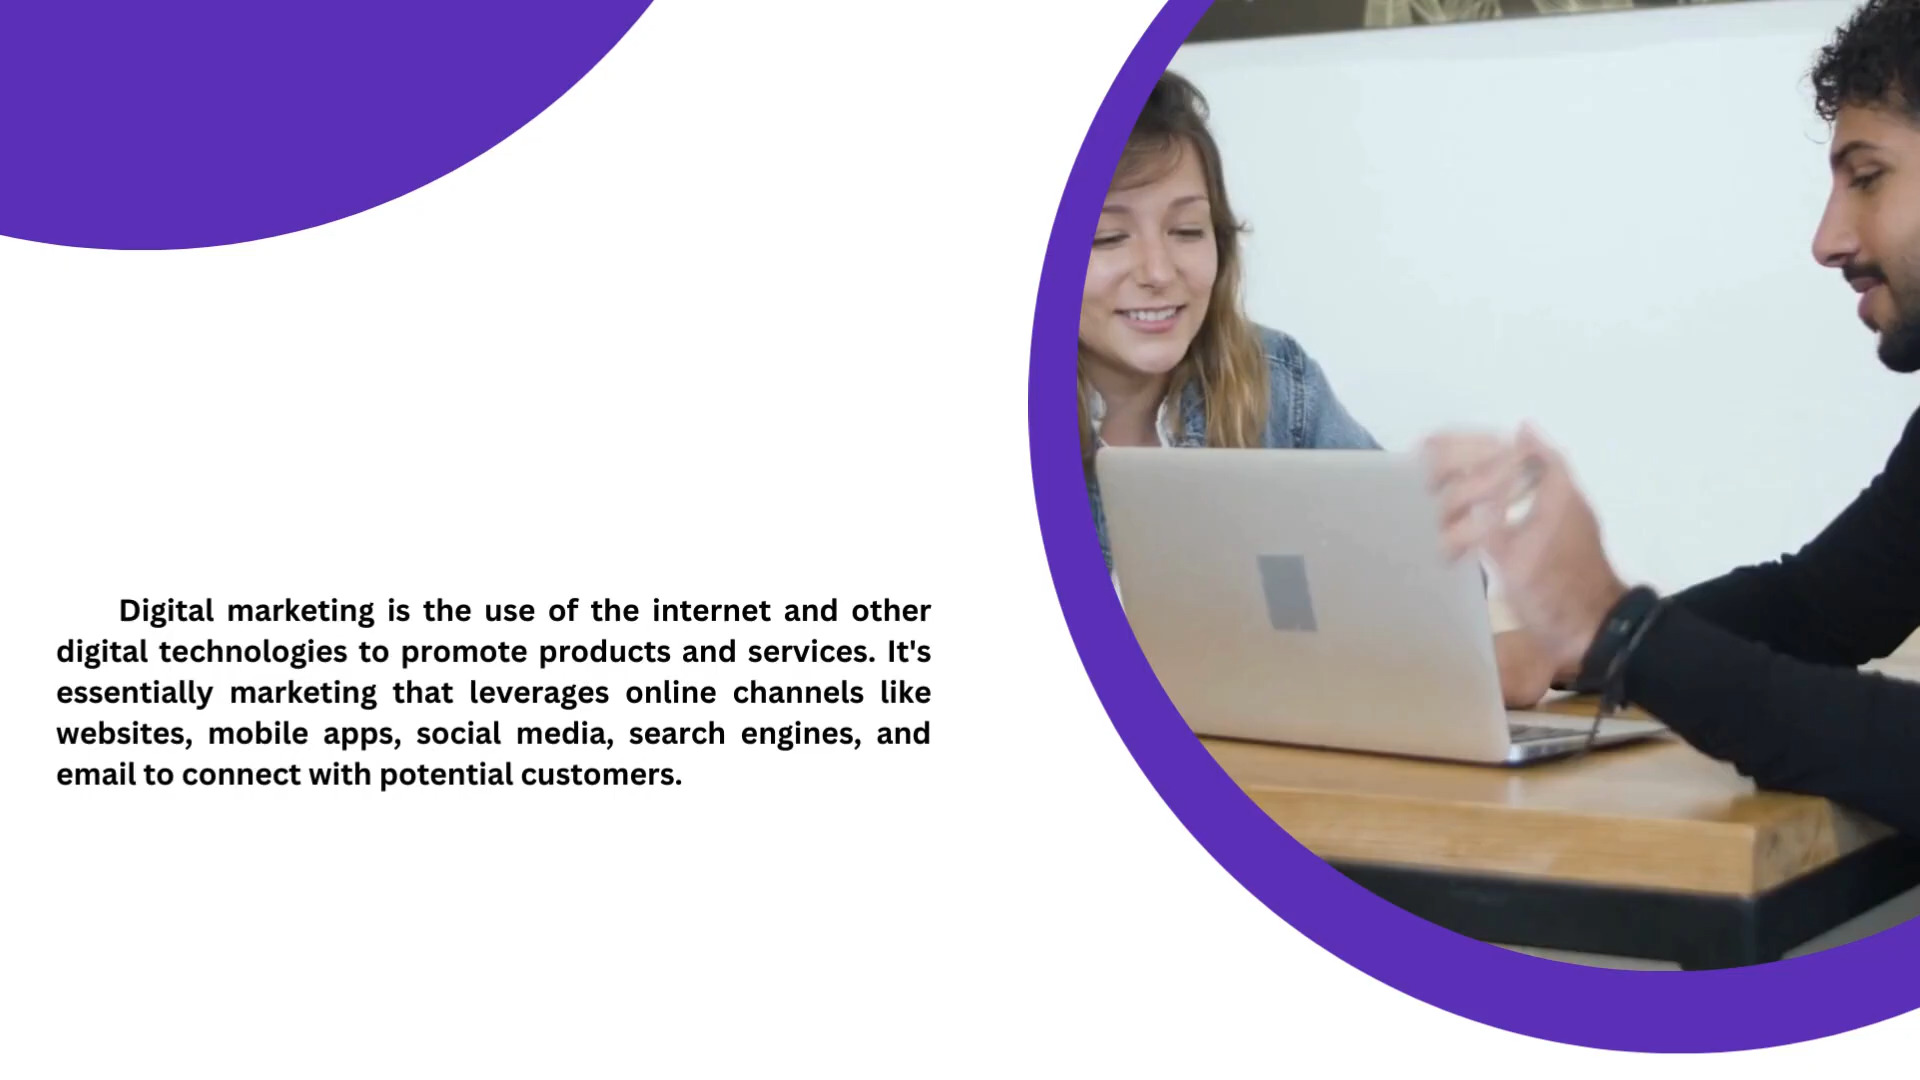 Digital marketing is the use of the internet and other
digital technologies to promote products and services. It's
essentially marketing that leverages online channels like
websites, mobile apps, social media, search engines, and
email to connect with potential customers.